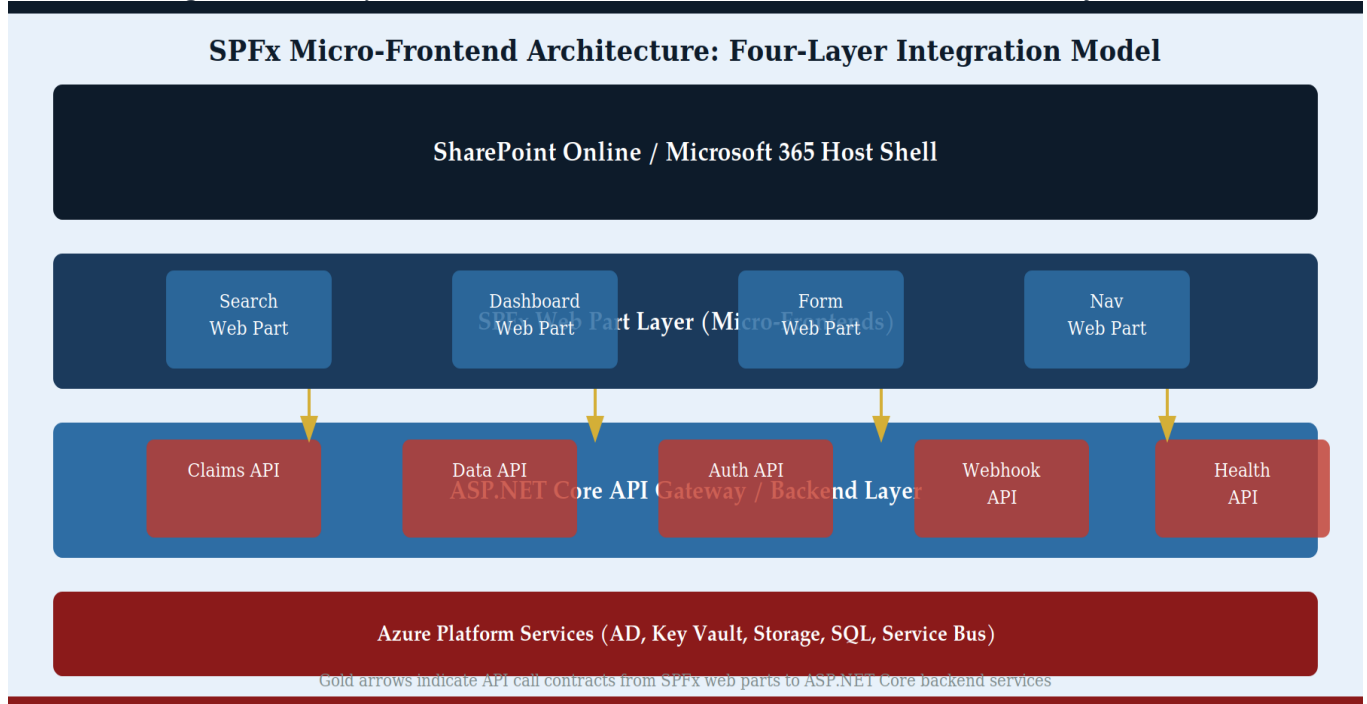 SPFx Micro-Frontend Architecture: Four-Layer Integration Model
SharePoint Online / Microsoft 365 Host Shell
Search
Web Part
Dashboard
Web Part
Form
Web Part
Nav
Web Part
SPFx Web Part Layer (Micro-Frontends)
Claims API
Data API
Auth API
Webhook
API
Health
API
ASP.NET Core API Gateway / Backend Layer
Azure Platform Services (AD, Key Vault, Storage, SQL, Service Bus)
Gold arrows indicate API call contracts from SPFx web parts to ASP.NET Core backend services